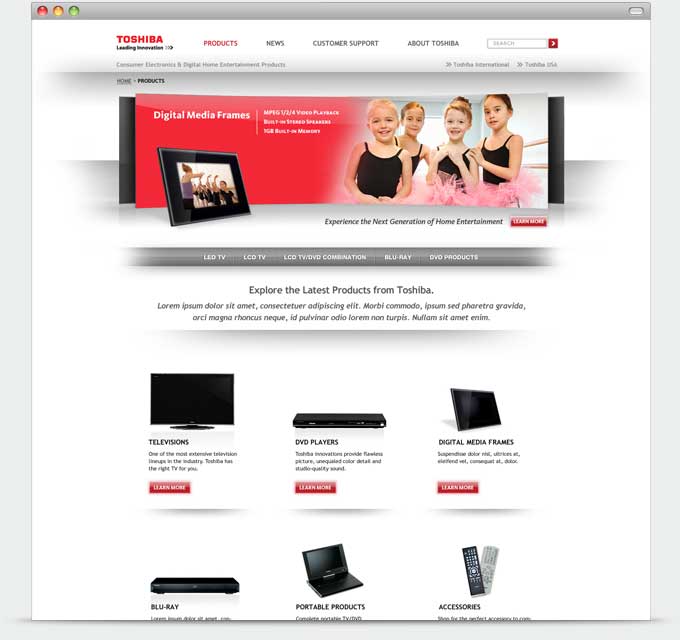 TOSHIBA
Leading Innovation >>>
PRODUCTS NEWS CUSTOMER SUPPORT ABOUT TOSHIBA SEARCH
Consumer Electronics & Digital Home Entertainment Products >> Toshiba International >> Toshiba USA
HOME > PRODUCTS
Digital Media Frames
MPEG 1/2/4 Video Playback
Built-in Stereo Speakers
1GB Built-in Memory
Experience the Next Generation of Home Entertainment LEARN MORE
LED TV LCD TV LCD TV/DVD COMBINATION BLU-RAY DVD PRODUCTS
Explore the Latest Products from Toshiba.
Lorem ipsum dolor sit amet, consectetuer adipiscing elit. Morbi commodo, ipsum sed pharetra gravida,
orci magna rhoncus neque, id pulvinar odio lorem non turpis. Nullam sit amet enim.
TELEVISIONS
One of the most extensive television
lineups in the industry. Toshiba has
the right TV for you.
LEARN MORE
DVD PLAYERS
Toshiba innovations provide flawless
picture, unequaled color detail and
studio-quality sound.
LEARN MORE
DIGITAL MEDIA FRAMES
Suspendisse dolor nisl, ultrices at,
eleifend vel, consequat at, dolor.
LEARN MORE
BLU-RAY
Lorem ipsum dolor sit amet, con-
PORTABLE PRODUCTS
Complete portable TV/DVD
ACCESSORIES
Shop for the perfect accessory to com-